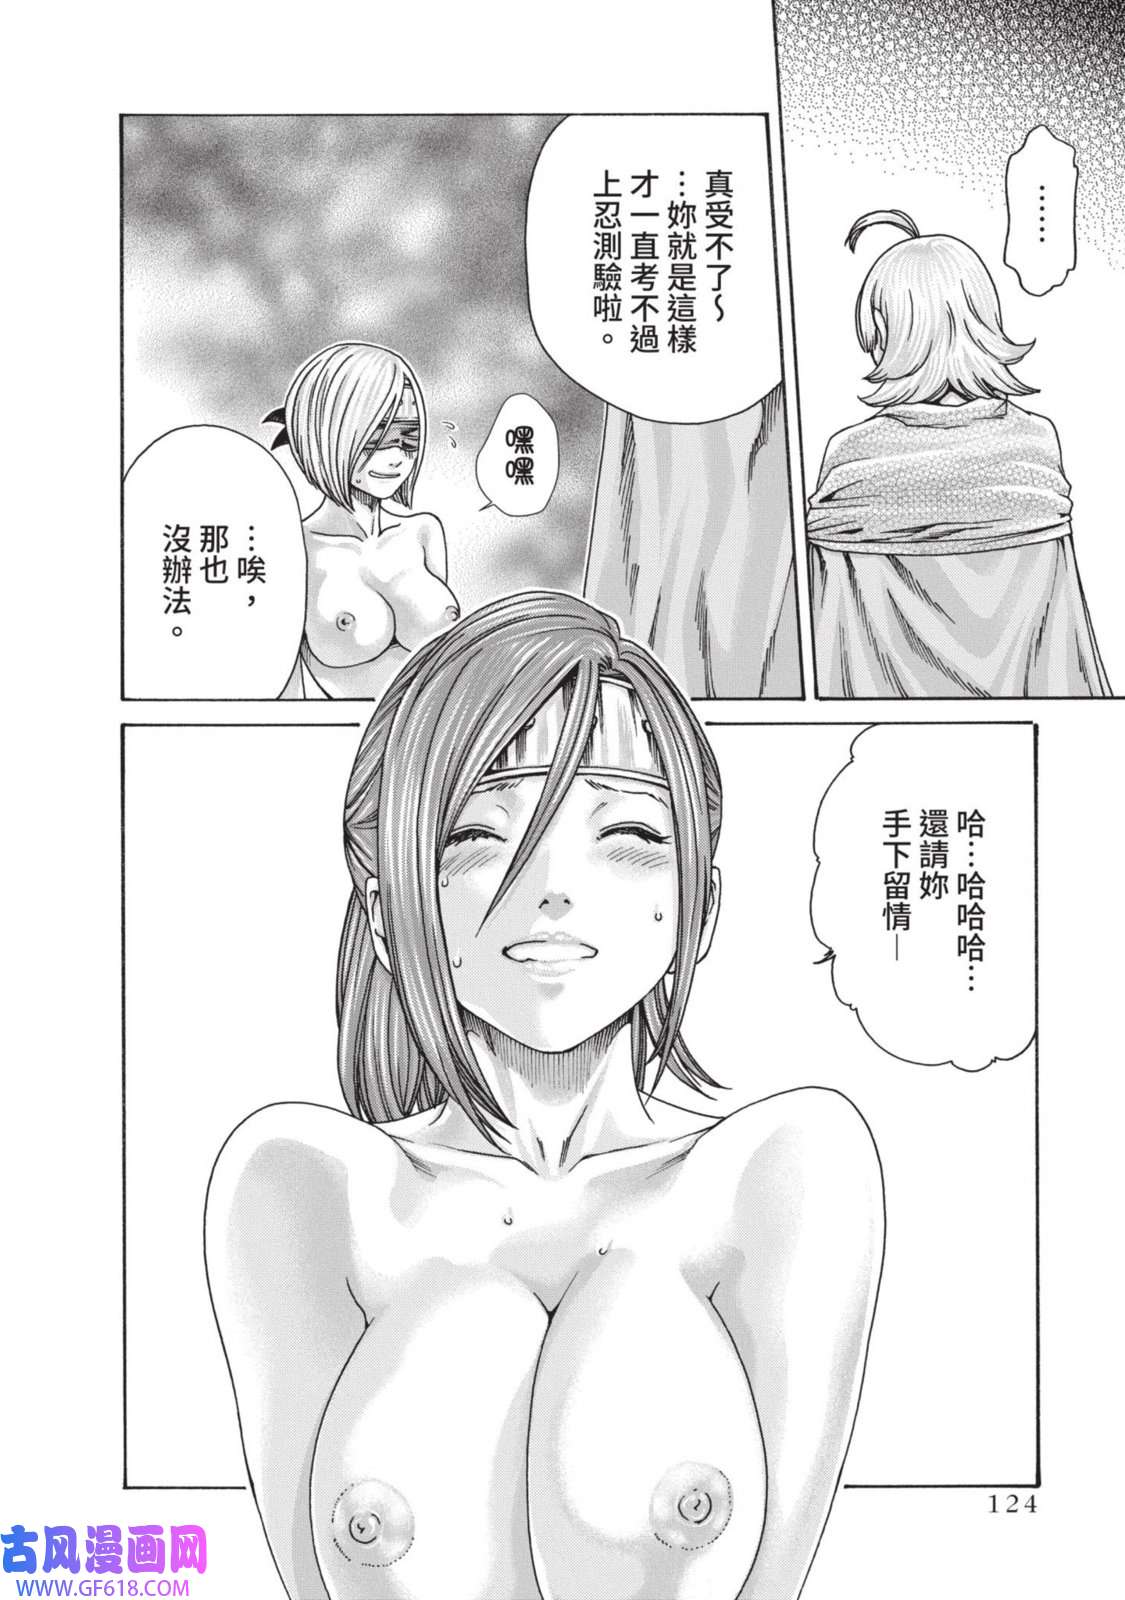 ……
真受不了～
…妳就是這樣
才一直考不過
上忍測驗啦。
嘿
嘿
…唉，
那也
沒辦法。
哈…哈哈哈…
還請妳
手下留情—
124
古风漫画网
WWW.GF618.COM